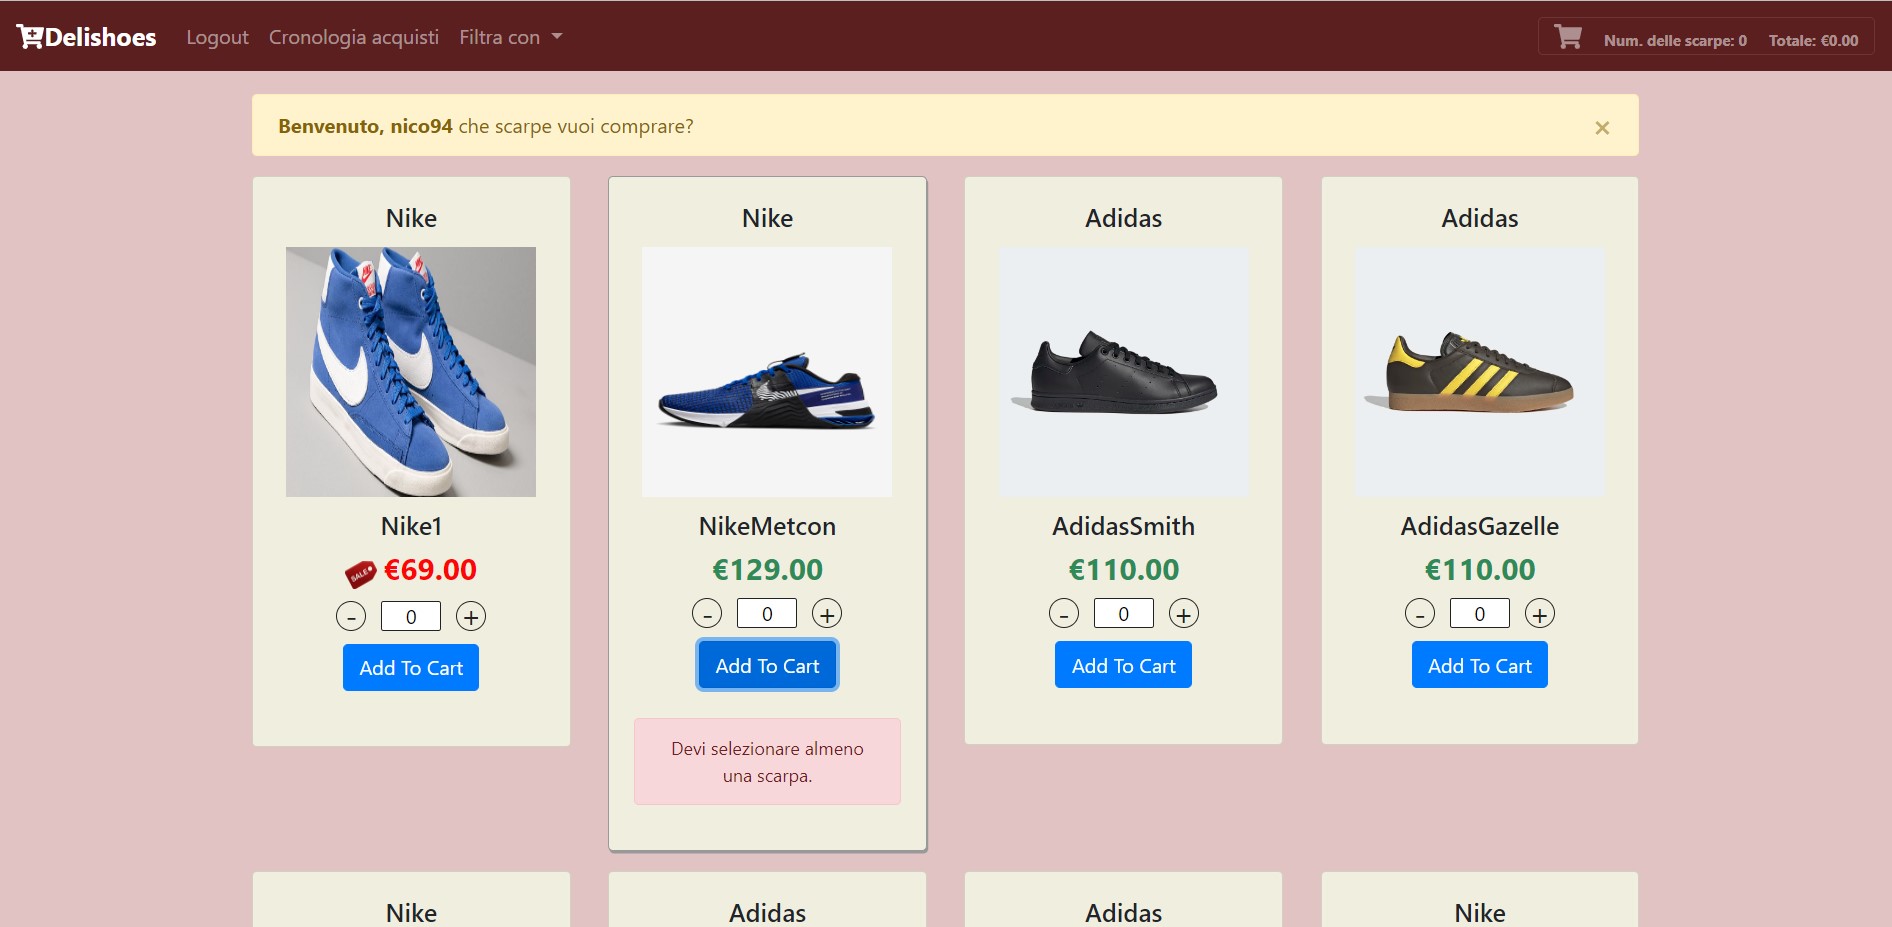 Delishoes Logout Cronologia acquisti Filtra con Num. delle scarpe: 0 Totale: €0.00
Benvenuto, nico94 che scarpe vuoi comprare? ×
Nike
Nike1
SALE €69.00
- 0 +
Add To Cart
Nike
NikeMetcon
€129.00
- 0 +
Add To Cart
Devi selezionare almeno
una scarpa.
Adidas
AdidasSmith
€110.00
- 0 +
Add To Cart
Adidas
AdidasGazelle
€110.00
- 0 +
Add To Cart
Nike
Adidas
Adidas
Nike